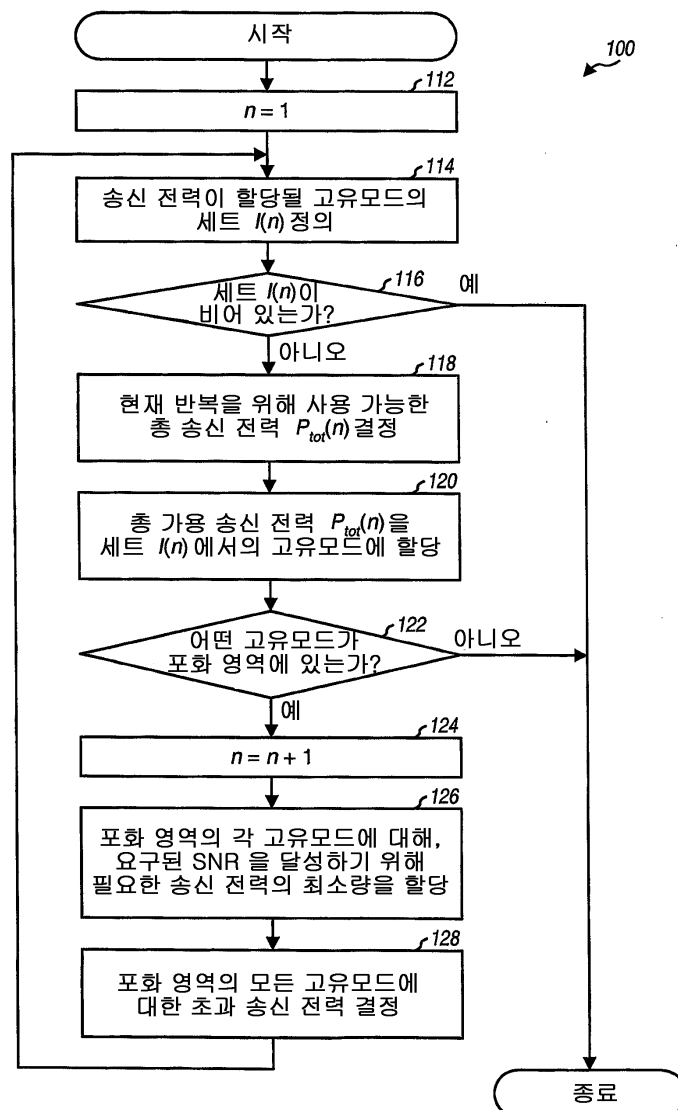 시작
100
112
n = 1
114
송신 전력이 할당될 고유모드의
세트 I(n) 정의
116
예
세트 I(n)이
비어 있는가?
아니오
118
현재 반복을 위해 사용 가능한
총 송신 전력 Ptot(n) 결정
120
총 가용 송신 전력 Ptot(n)을
세트 I(n) 에서의 고유모드에 할당
122
아니오
어떤 고유모드가
포화 영역에 있는가?
예
124
n = n + 1
126
포화 영역의 각 고유모드에 대해,
요구된 SNR 을 달성하기 위해
필요한 송신 전력의 최소량을 할당
128
포화 영역의 모든 고유모드에
대한 초과 송신 전력 결정
종료